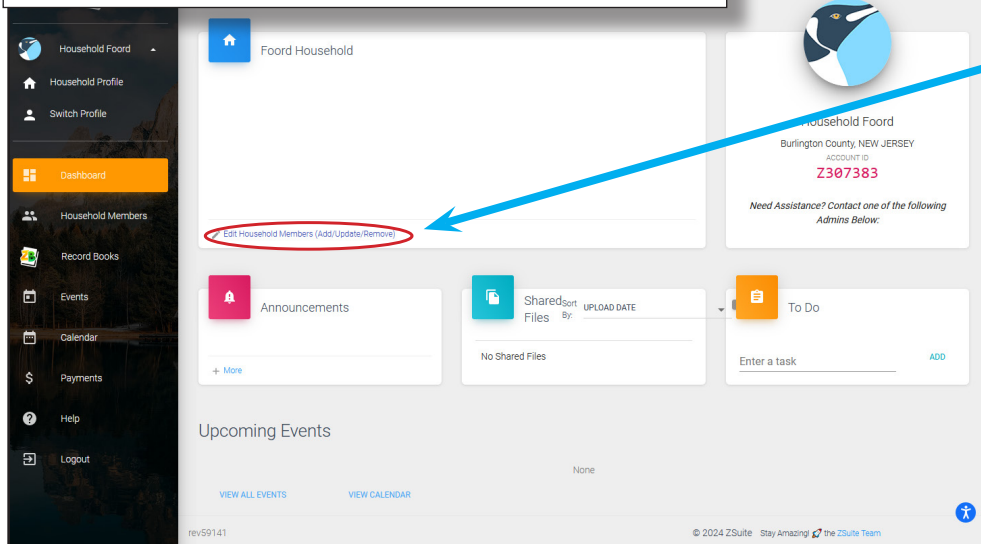 Household Foord
Household Profile
Switch Profile
Dashboard
Household Members
Record Books
Events
Calendar
Payments
Help
Logout
Foord Household
Edit Household Members (Add/Update/Remove)
Household Foord
Burlington County, NEW JERSEY
ACCOUNT ID
Z307383
Need Assistance? Contact one of the following
Admins Below:
Announcements
+ More
Shared Files
Sort By:
UPLOAD DATE
No Shared Files
To Do
Enter a task
ADD
Upcoming Events
None
VIEW ALL EVENTS
VIEW CALENDAR
rev59141
© 2024 ZSuite Stay Amazing! the ZSuite Team